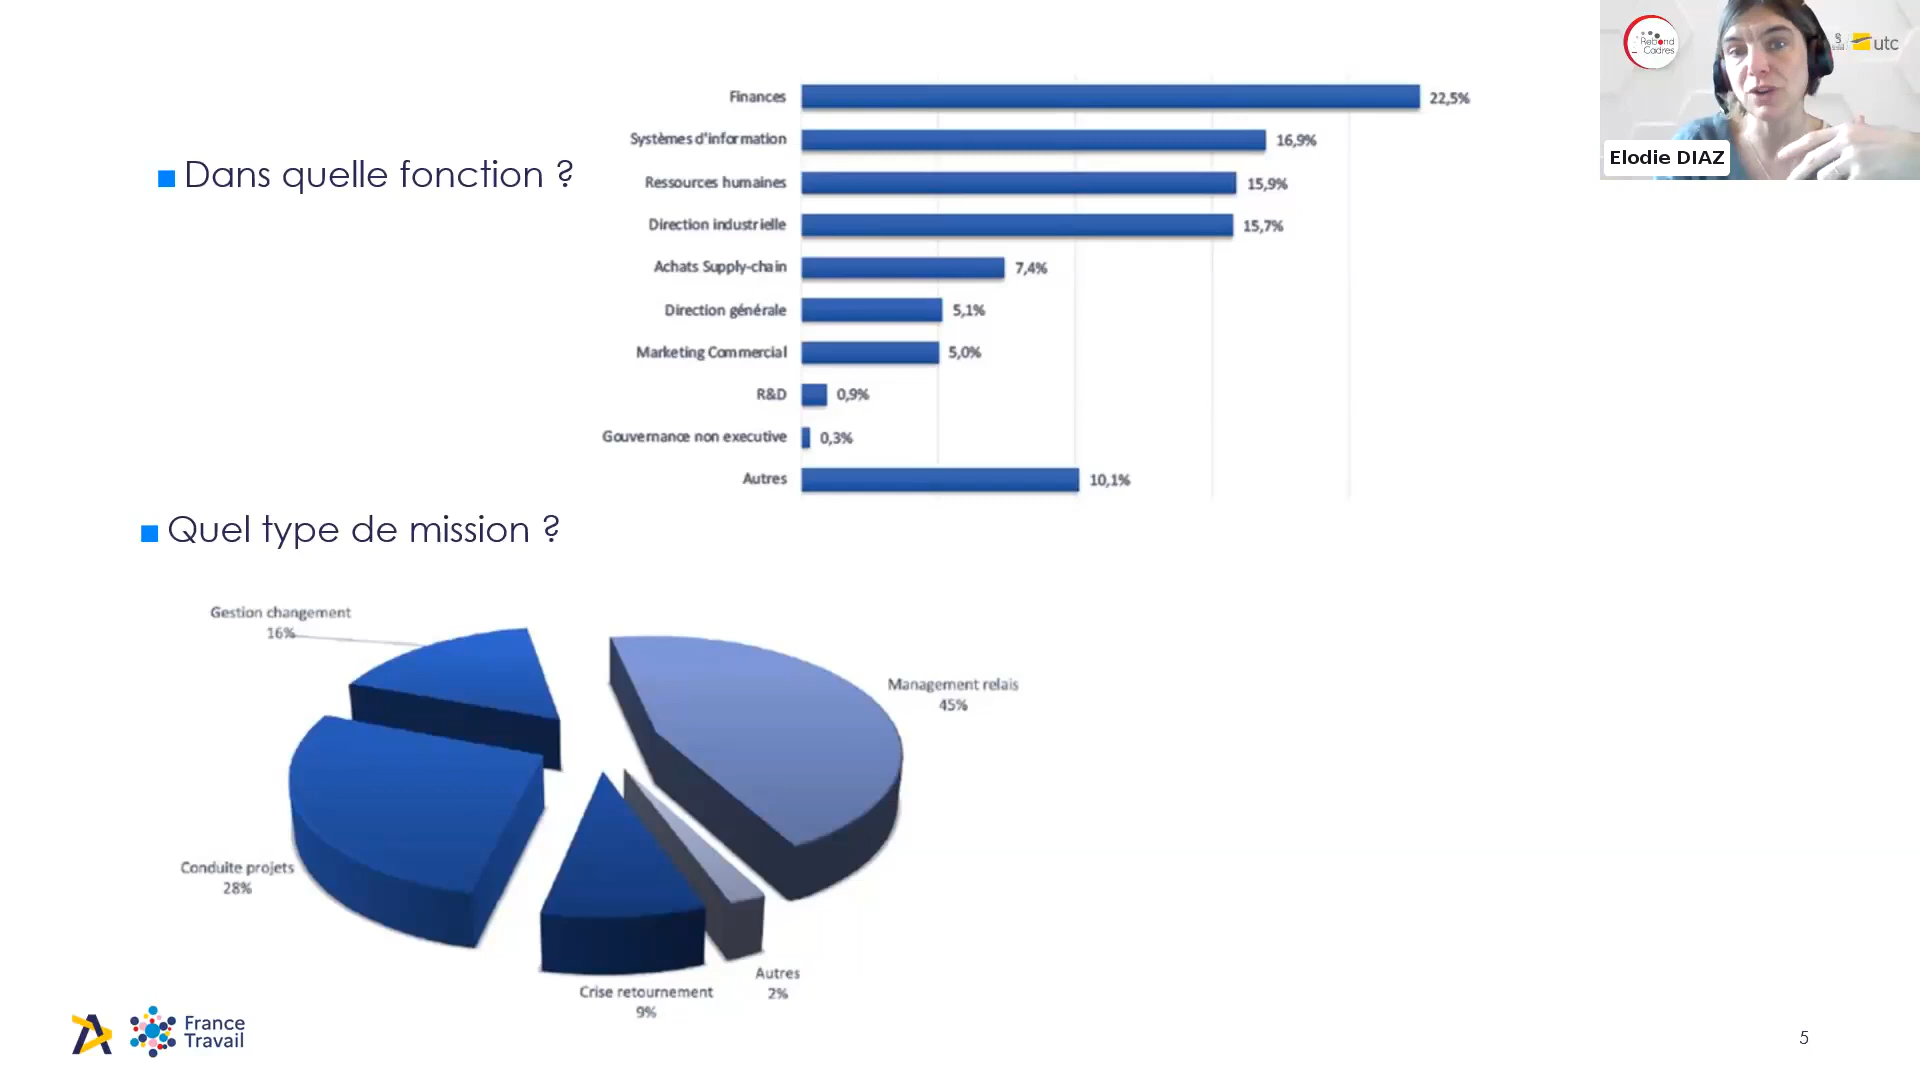 Rebond
Cadres
utc
Elodie DIAZ
Dans quelle fonction ?
Finances 22,5%
Systèmes d'information 16,9%
Ressources humaines 15,9%
Direction industrielle 15,7%
Achats Supply-chain 7,4%
Direction générale 5,1%
Marketing Commercial 5,0%
R&D 0,9%
Gouvernance non executive 0,3%
Autres 10,1%
Quel type de mission ?
Gestion changement
16%
Management relais
45%
Conduite projets
28%
Autres
2%
Crise retournement
9%
France
Travail
5